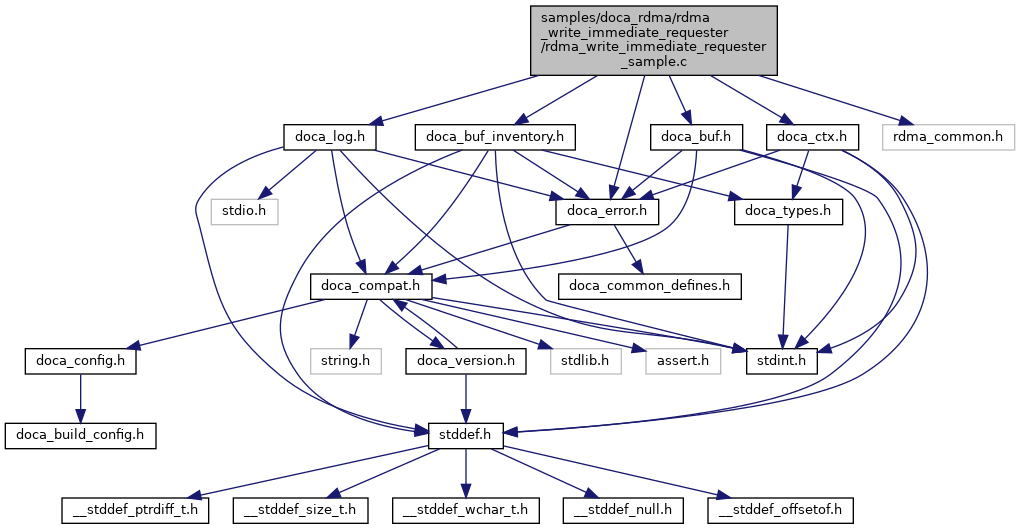 samples/doca_rdma/rdma
_write_immediate_requester
/rdma_write_immediate_requester
_sample.c
doca_log.h
doca_buf_inventory.h
doca_buf.h
doca_ctx.h
rdma_common.h
stdio.h
doca_error.h
doca_types.h
doca_compat.h
doca_common_defines.h
doca_config.h
string.h
doca_version.h
stdlib.h
assert.h
stdint.h
doca_build_config.h
stddef.h
__stddef_ptrdiff_t.h
__stddef_size_t.h
__stddef_wchar_t.h
__stddef_null.h
__stddef_offsetof.h